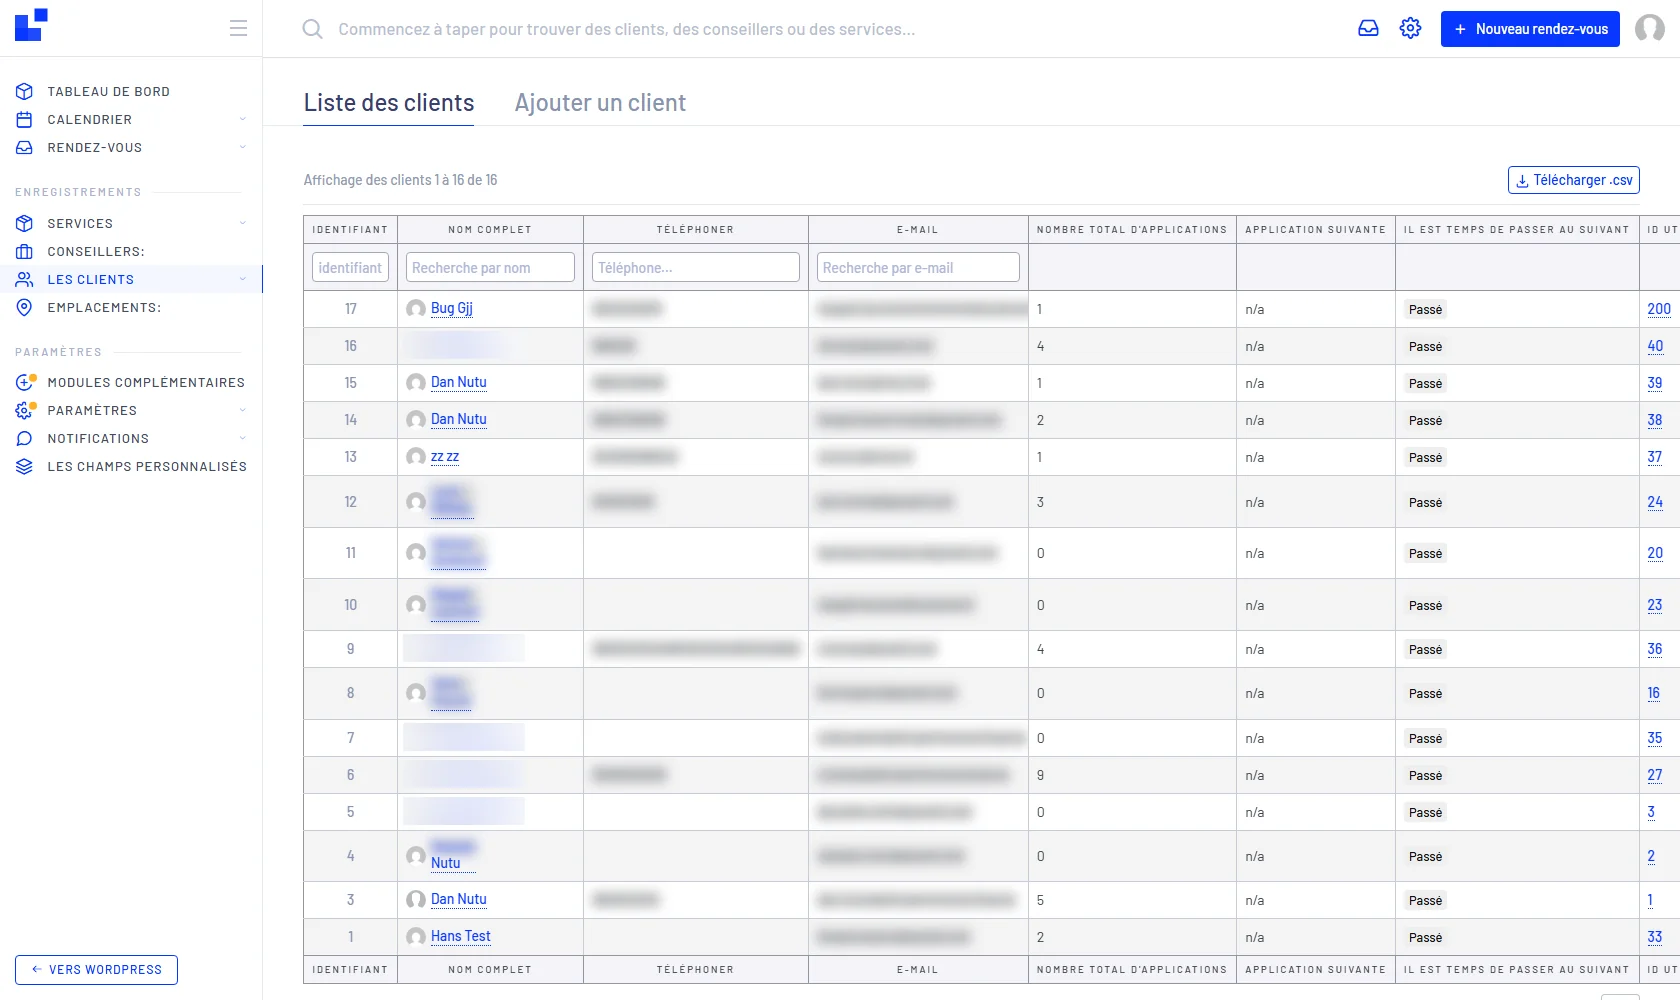 Commencez à taper pour trouver des clients, des conseillers ou des services...
+ Nouveau rendez-vous
TABLEAU DE BORD
CALENDRIER
RENDEZ-VOUS
ENREGISTREMENTS
SERVICES
CONSEILLERS:
LES CLIENTS
EMPLACEMENTS:
PARAMÈTRES
MODULES COMPLÉMENTAIRES
PARAMÈTRES
NOTIFICATIONS
LES CHAMPS PERSONNALISÉS
← VERS WORDPRESS
Liste des clients Ajouter un client
Affichage des clients 1 à 16 de 16
Télécharger .csv
IDENTIFIANT NOM COMPLET TÉLÉPHONER E-MAIL NOMBRE TOTAL D'APPLICATIONS APPLICATION SUIVANTE IL EST TEMPS DE PASSER AU SUIVANT ID UT
identifiant Recherche par nom Téléphone... Recherche par e-mail
17 Bug Gjj 1 n/a Passé 200
16 4 n/a Passé 40
15 Dan Nutu 1 n/a Passé 39
14 Dan Nutu 2 n/a Passé 38
13 zz zz 1 n/a Passé 37
12 3 n/a Passé 24
11 0 n/a Passé 20
10 0 n/a Passé 23
9 4 n/a Passé 36
8 0 n/a Passé 16
7 0 n/a Passé 35
6 9 n/a Passé 27
5 0 n/a Passé 3
4 Nutu 0 n/a Passé 2
3 Dan Nutu 5 n/a Passé 1
1 Hans Test 2 n/a Passé 33
IDENTIFIANT NOM COMPLET TÉLÉPHONER E-MAIL NOMBRE TOTAL D'APPLICATIONS APPLICATION SUIVANTE IL EST TEMPS DE PASSER AU SUIVANT ID UT